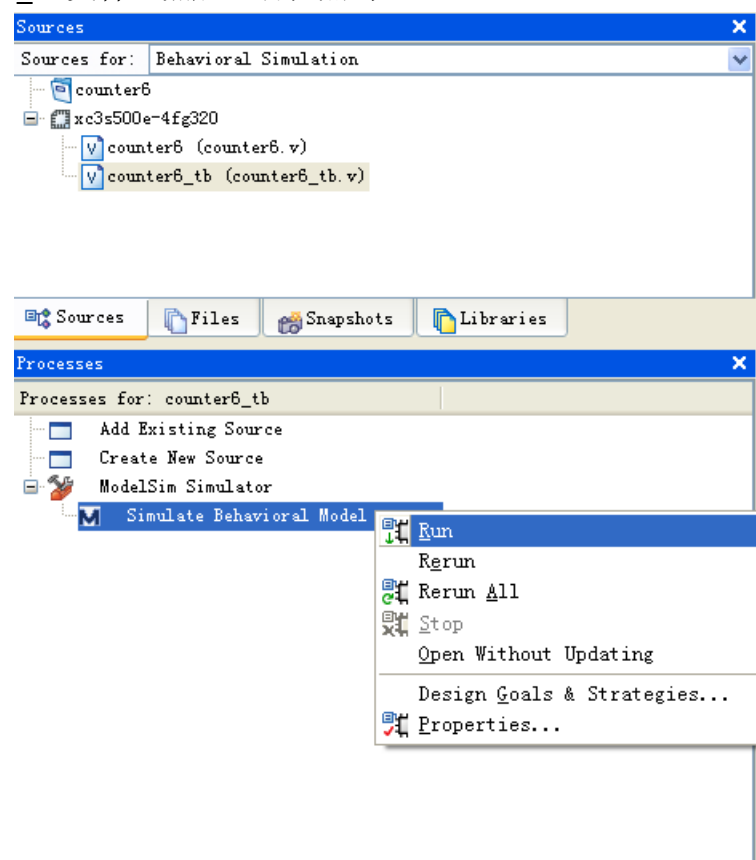 Sources
Sources for: Behavioral Simulation
counter6
xc3s500e-4fg320
counter6 (counter6.v)
counter6_tb (counter6_tb.v)
Sources Files Snapshots Libraries
Processes
Processes for: counter6_tb
Add Existing Source
Create New Source
ModelSim Simulator
Simulate Behavioral Model
Run
Rerun
Rerun All
Stop
Open Without Updating
Design Goals & Strategies...
Properties...